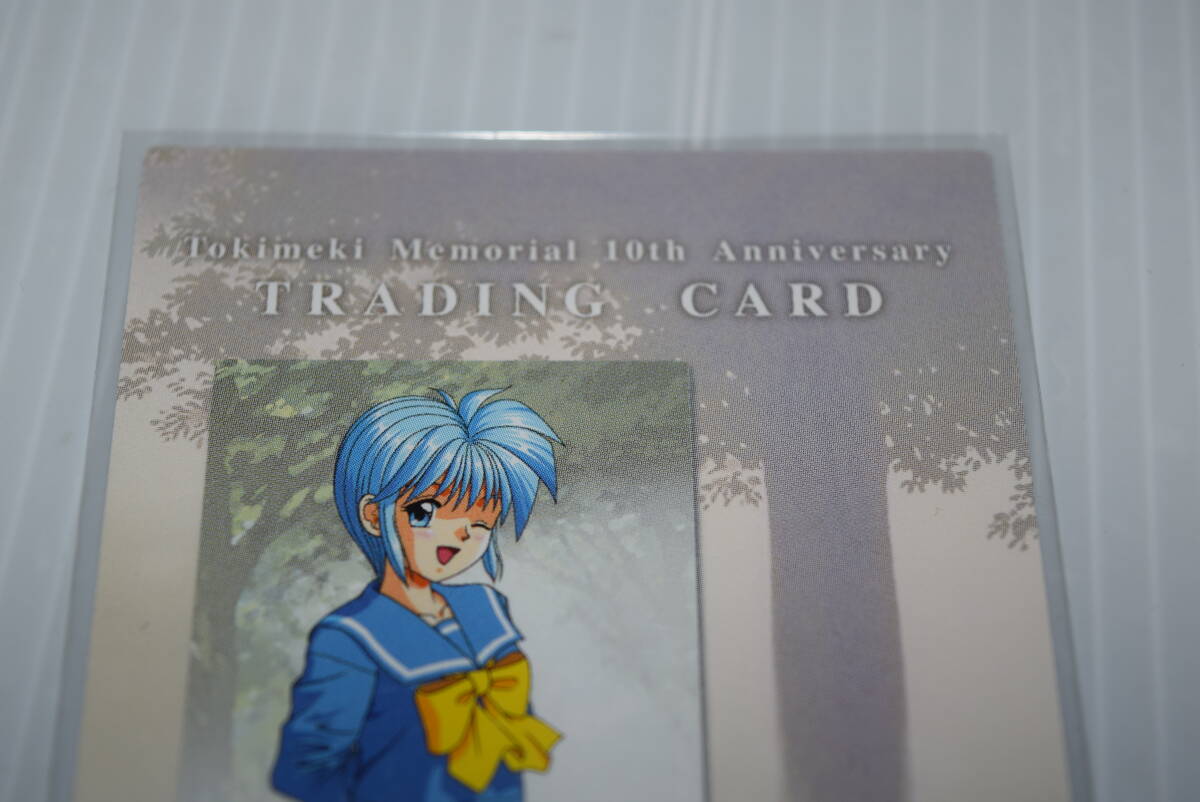 Tokimeki Memorial 10th Anniversary
TRADING CARD